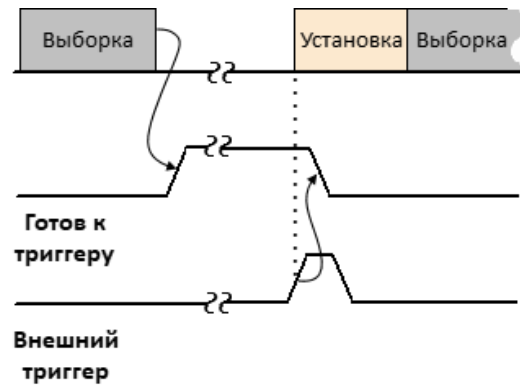 Выборка
Установка
Выборка
Готов к
триггеру
Внешний
триггер